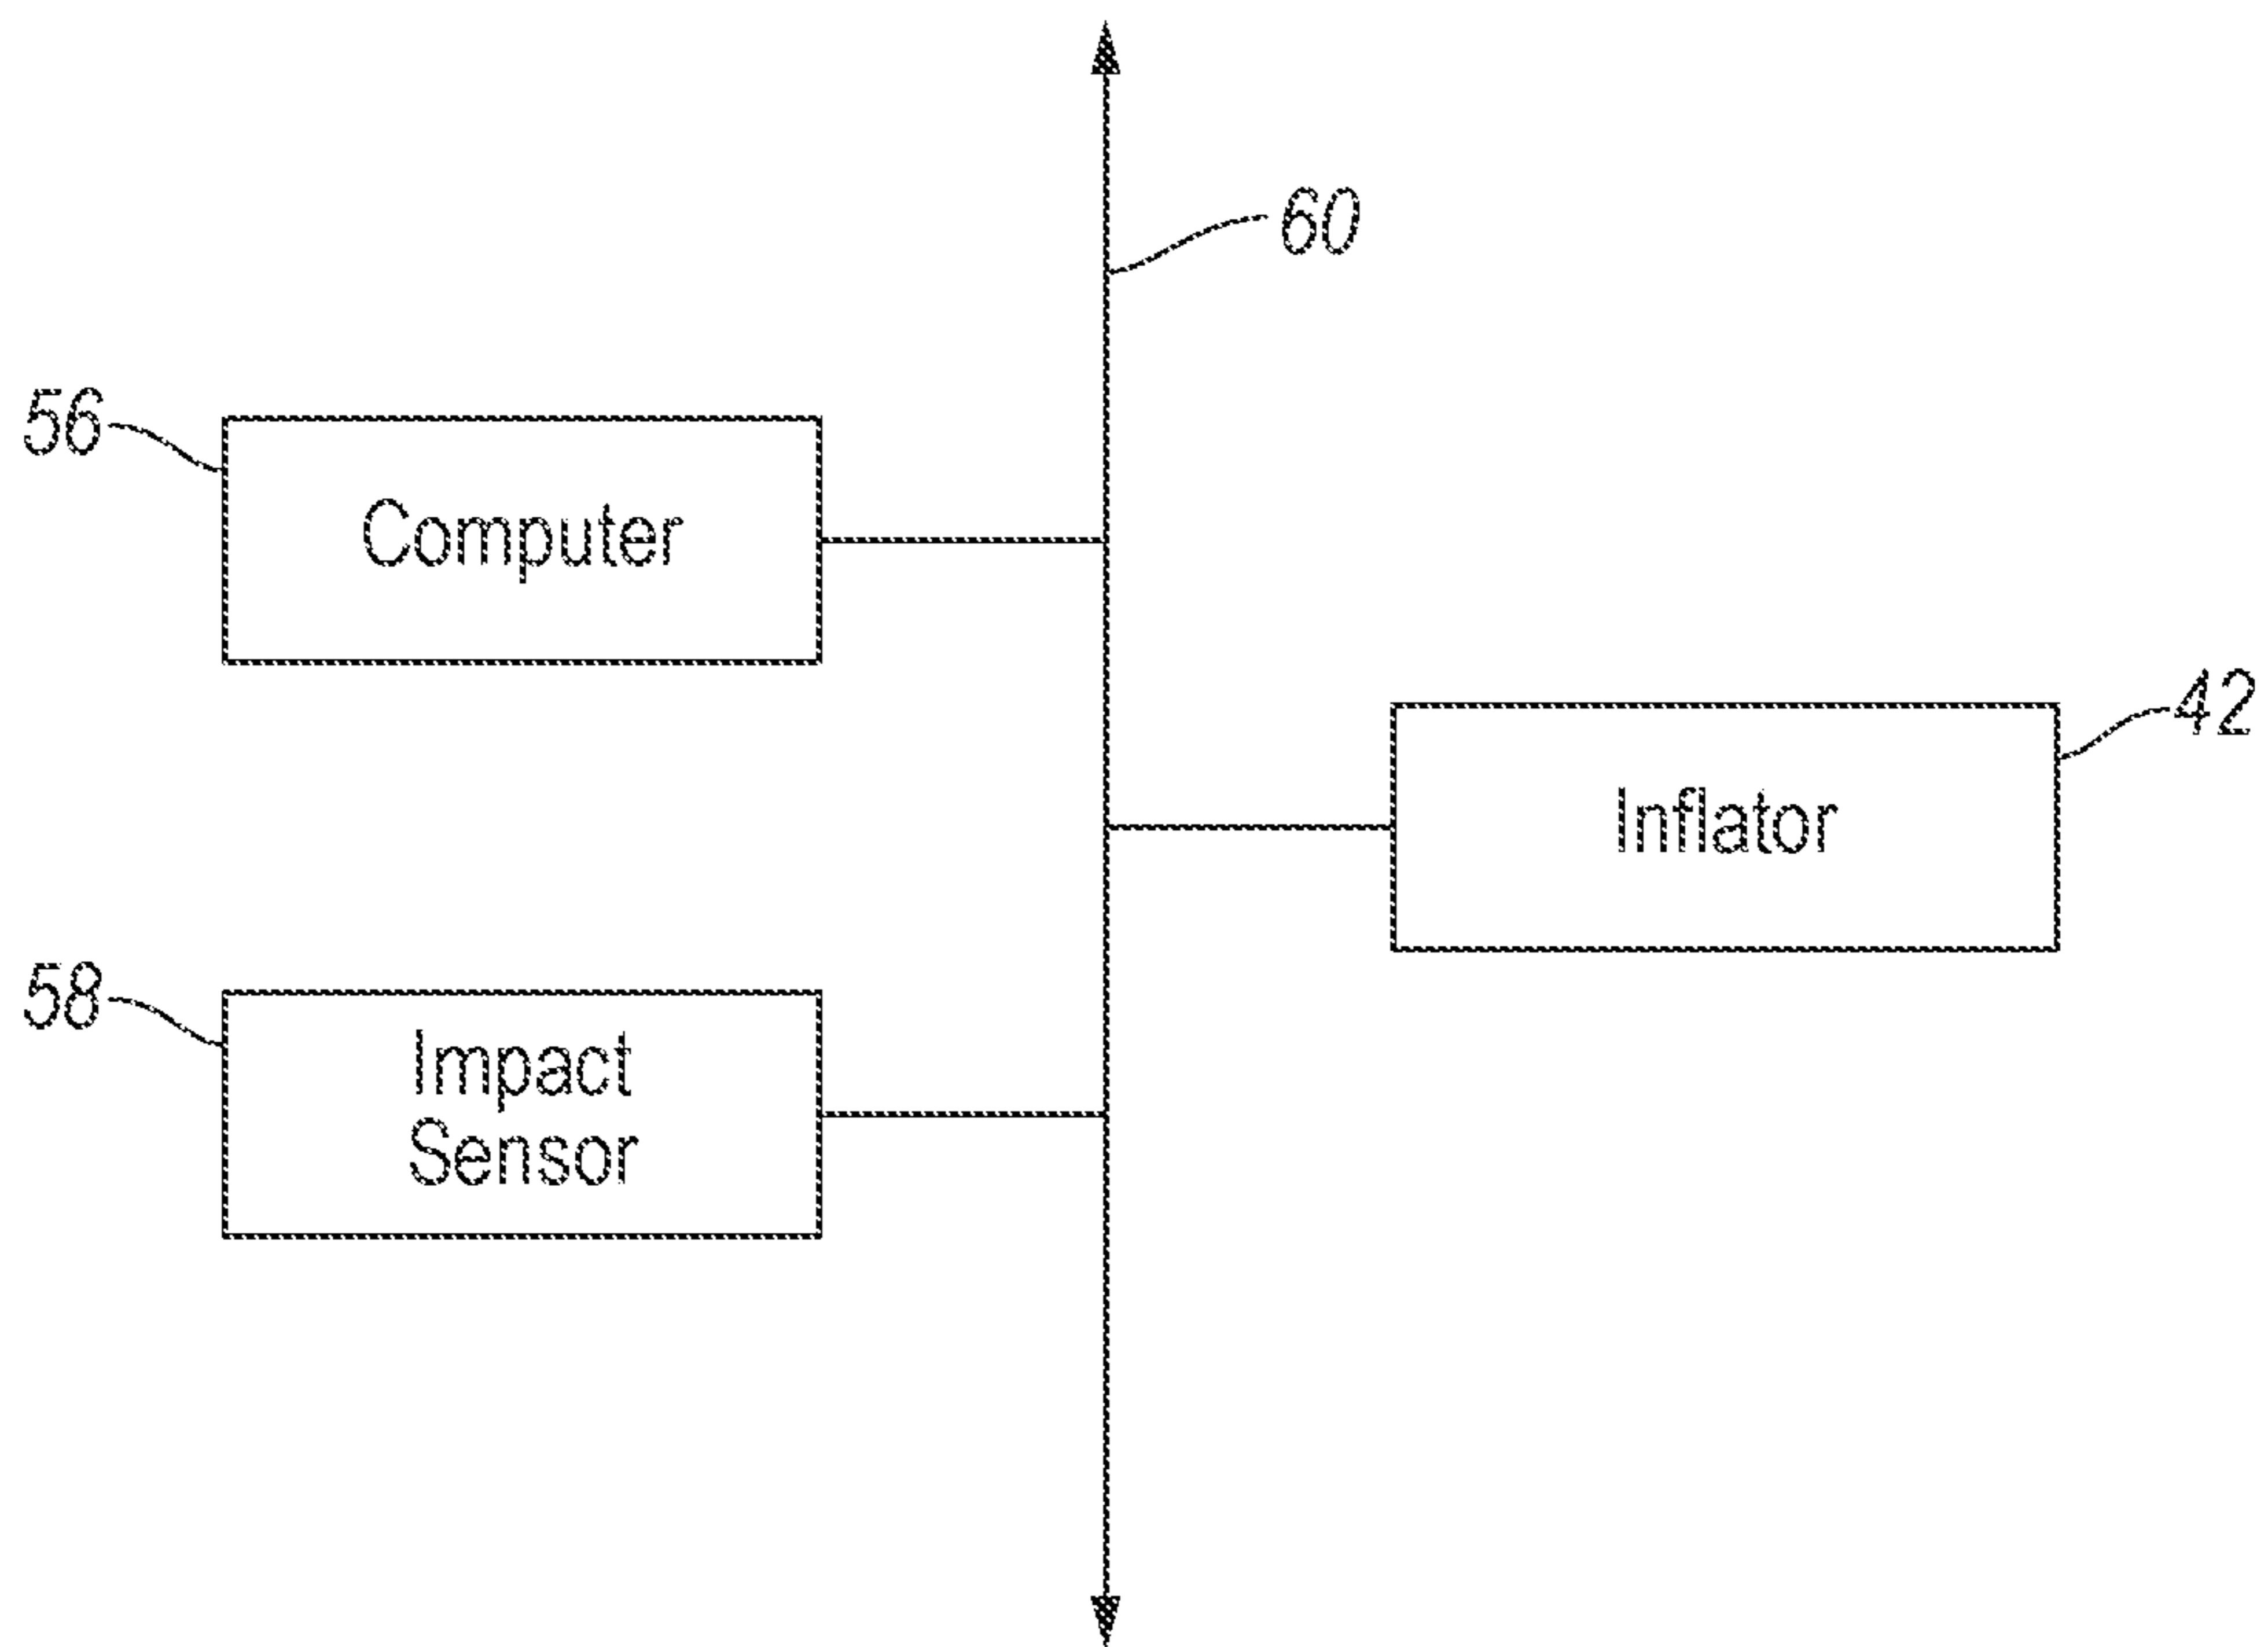 60
56
Computer
42
Inflator
58
Impact
Sensor